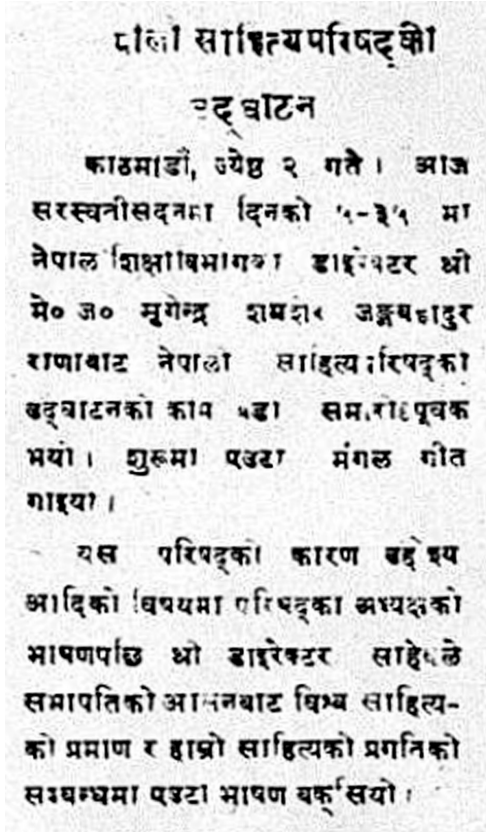 साहित्यपरिषद्को
उद्घाटन
काठमाडौं, ज्येष्ठ २ गते । आज
सरस्वतीसदनमा दिनको ५-३५ मा
नेपाल शिक्षाविभागका डाइरेक्टर श्री
मे० ज० मृगेन्द्र शमशेर जङ्गबहादुर
राणाबाट नेपाली साहित्यपरिषद्को
उद्घाटनको काम बडा समारोहपूर्वक
भयो । शुरूमा एउटा मंगल गीत
गाइयो ।
यस परिषद्को कारण उद्देश्य
आदिको विषयमा परिषद्का अध्यक्षको
भाषणपछि श्री डाइरेक्टर साहेबले
सभापतिको आसनबाट विश्व साहित्य-
को प्रमाण र हाम्रो साहित्यको प्रगतिको
सम्बन्धमा एउटा भाषण बक्सियो ।